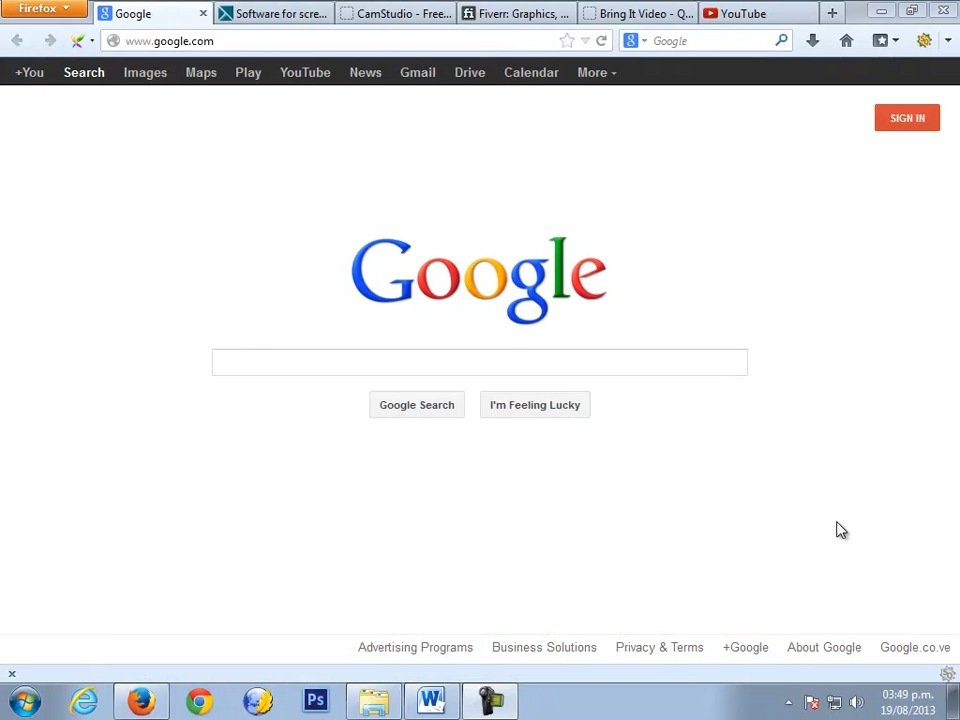 Firefox
Google
Software for scre...
CamStudio - Free...
Fiverr: Graphics, ...
Bring It Video - Q...
YouTube
www.google.com
Google
+You Search Images Maps Play YouTube News Gmail Drive Calendar More
SIGN IN
Google
Google Search
I'm Feeling Lucky
Advertising Programs Business Solutions Privacy & Terms +Google About Google Google.co.ve
Ps
W
03:49 p.m.
19/08/2013